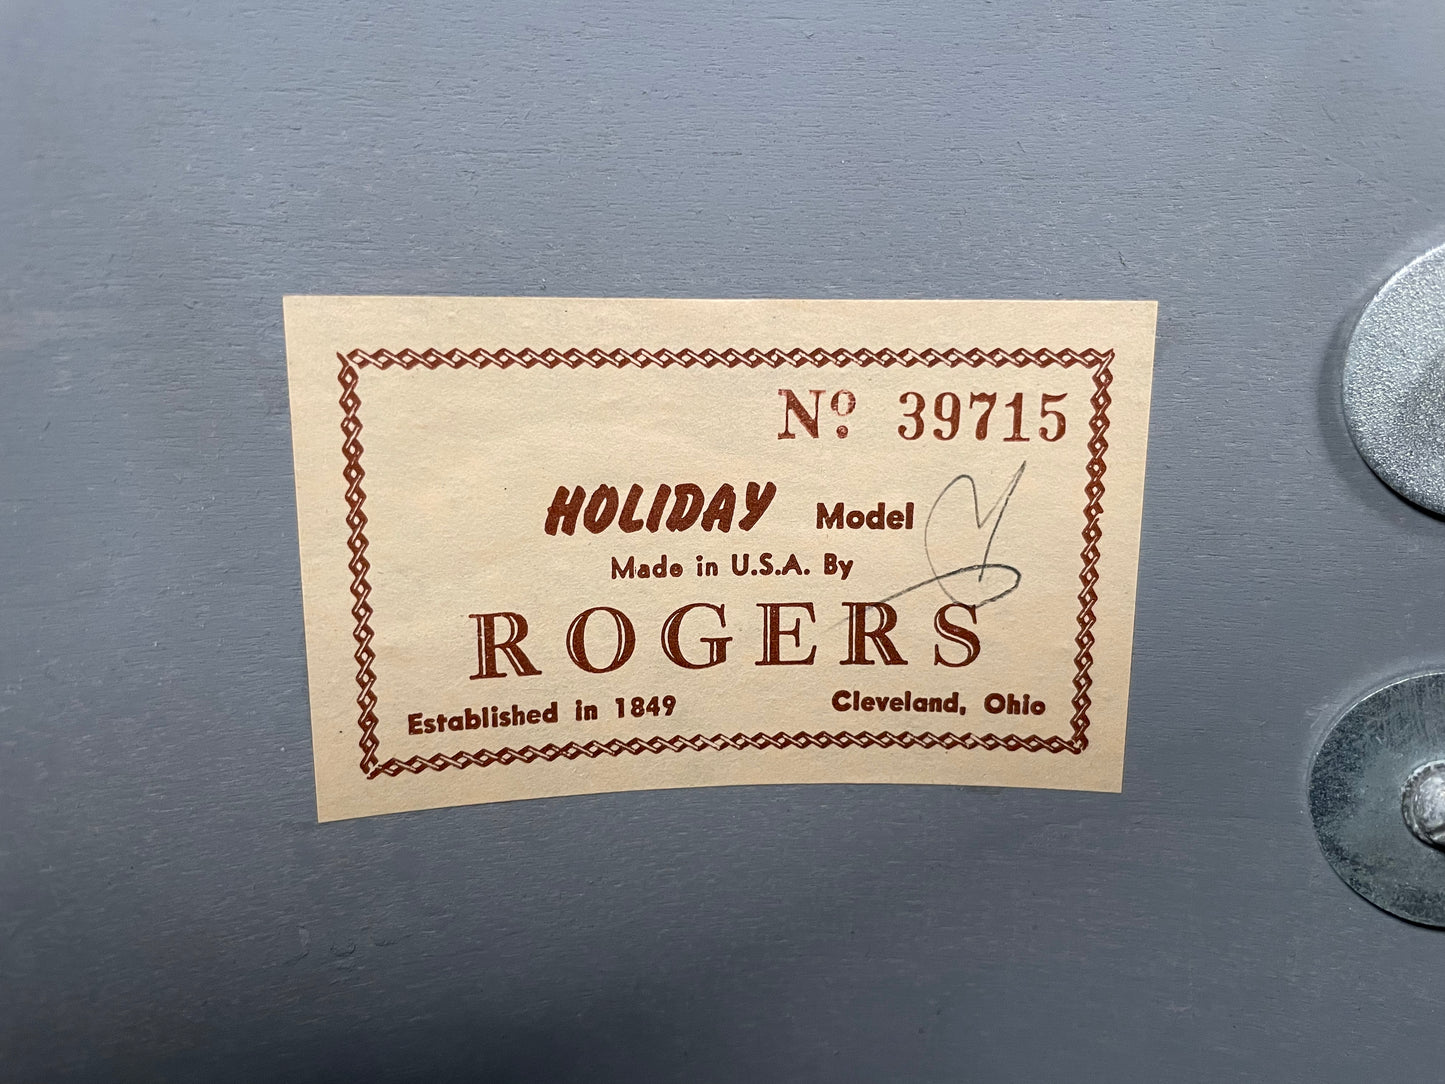 Nº 39715
HOLIDAY Model
Made in U.S.A. By
ROGERS
Established in 1849 Cleveland, Ohio